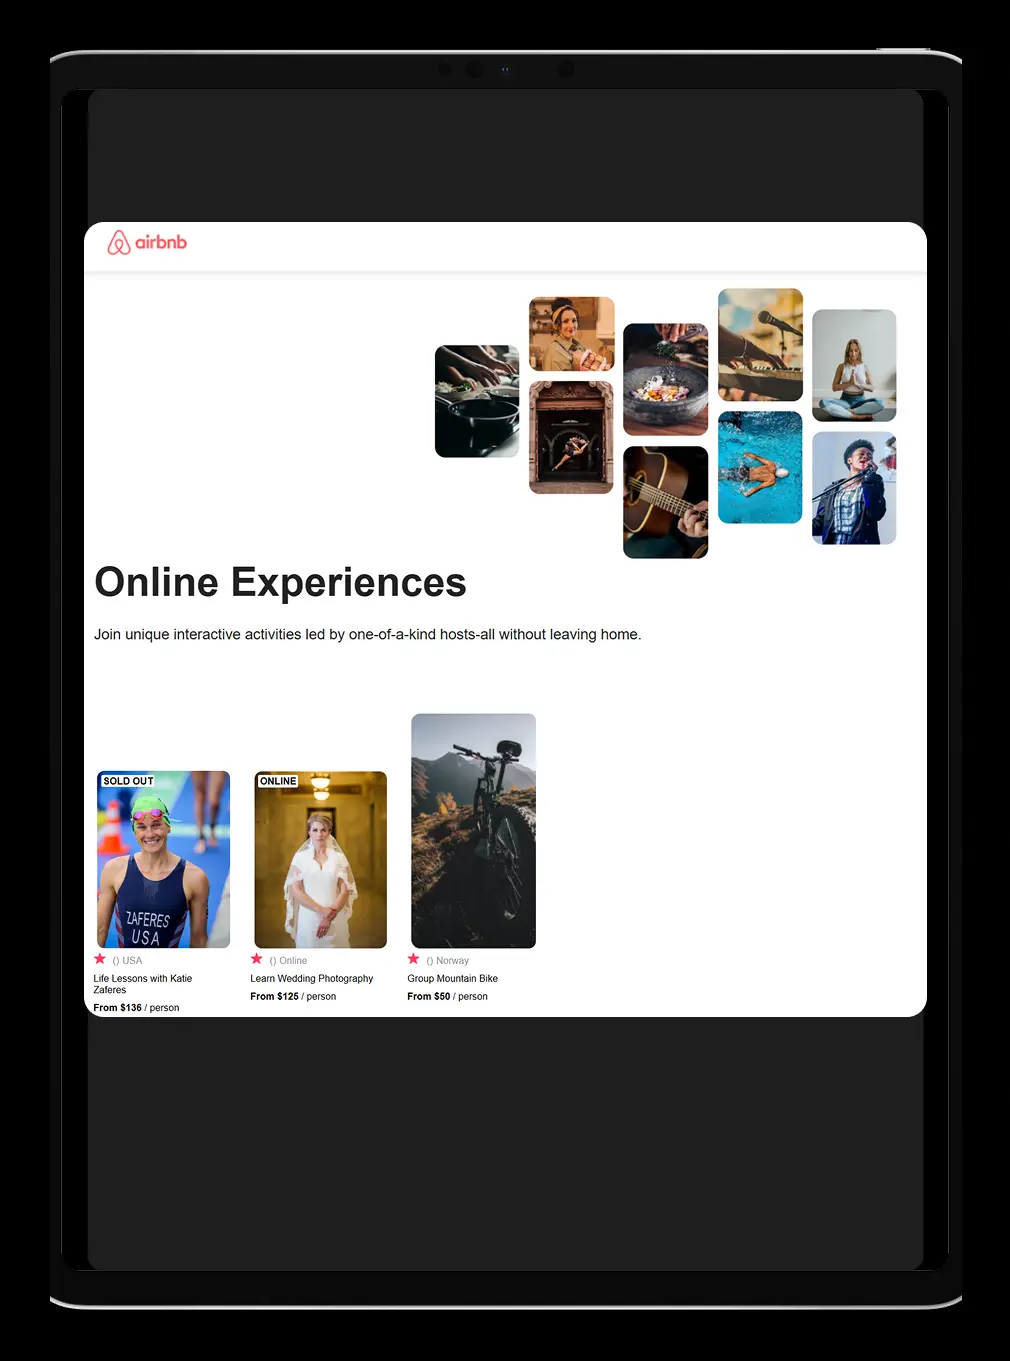 airbnb
Online Experiences
Join unique interactive activities led by one-of-a-kind hosts-all without leaving home.
SOLD OUT
ZAFERES
USA
() USA
Life Lessons with Katie
Zaferes
From $136 / person
ONLINE
() Online
Learn Wedding Photography
From $125 / person
() Norway
Group Mountain Bike
From $50 / person